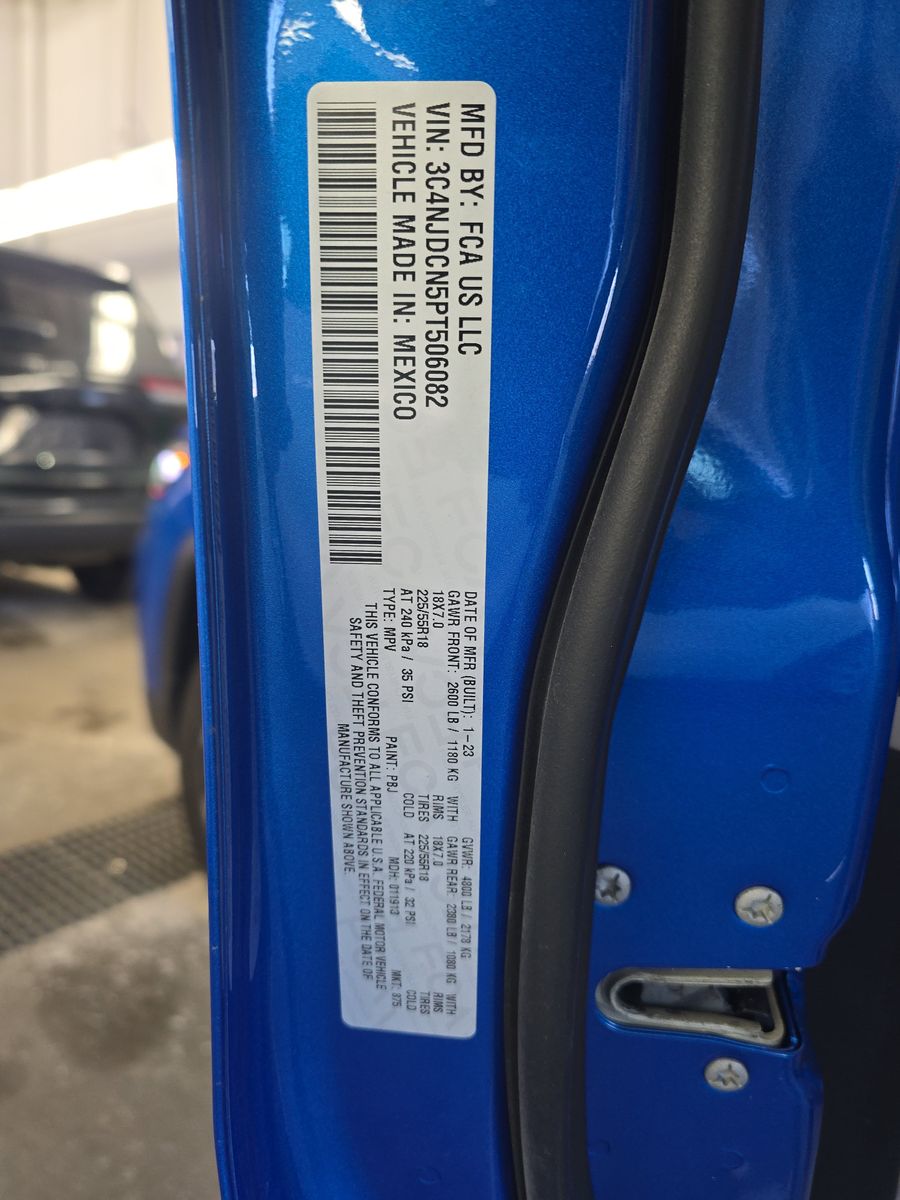 MFD BY: FCA US LLC
VIN: 3C4NJDCN5PT506082
VEHICLE MADE IN: MEXICO
DATE OF MFR (BUILT): 1-23 GVWR: 4800 LB / 2178 KG
GAWR FRONT: 2600 LB / 1180 KG WITH GAWR REAR: 2380 LB / 1080 KG WITH
18X7.0 RIMS 18X7.0 RIMS
225/55R18 TIRES 225/55R18 TIRES
AT 240 kPa / 35 PSI COLD AT 220 kPa / 32 PSI COLD
TYPE: MPV PAINT: PBJ MDH: 011913 MKT: 875
THIS VEHICLE CONFORMS TO ALL APPLICABLE U.S.A. FEDERAL MOTOR VEHICLE
SAFETY AND THEFT PREVENTION STANDARDS IN EFFECT ON THE DATE OF
MANUFACTURE SHOWN ABOVE.